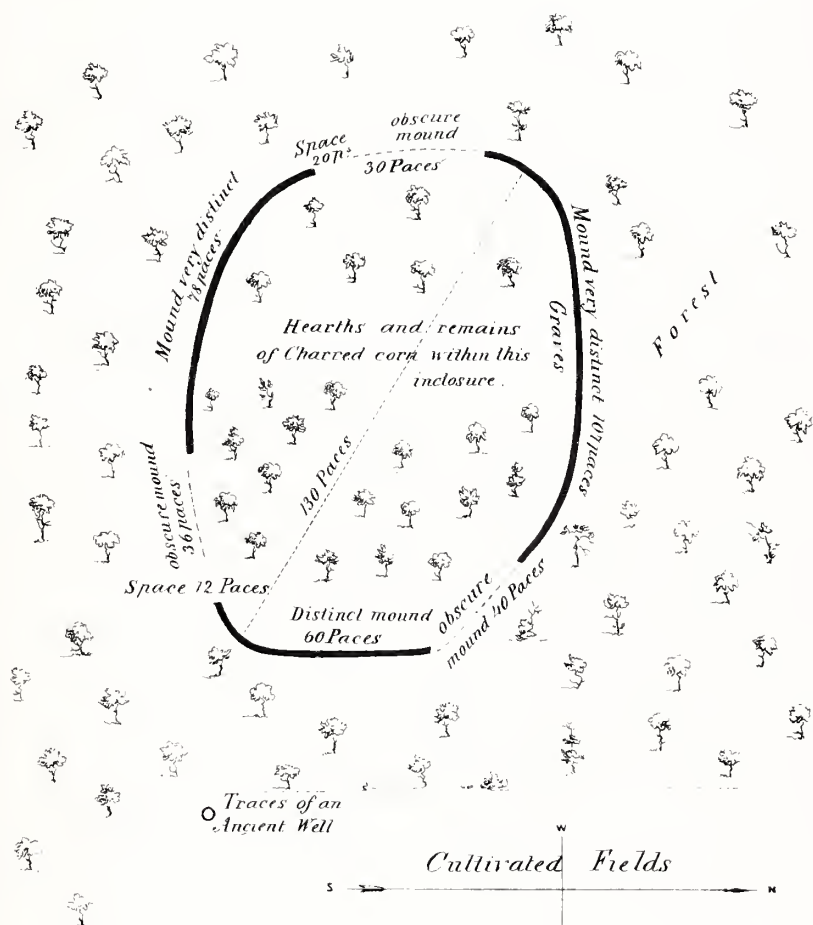 obscure
mound
Space
20 p.s
30 Paces
Mound very distinct
78 paces
Mound very distinct 107 paces
Graves
Forest
Hearths and remains
of Charred corn within this
inclosure.
130 Paces
obscure mound
36 paces
Space 12 Paces
Distinct mound
60 Paces
obscure
mound 40 Paces
Traces of an
Ancient Well
W
Cultivated Fields
S
N